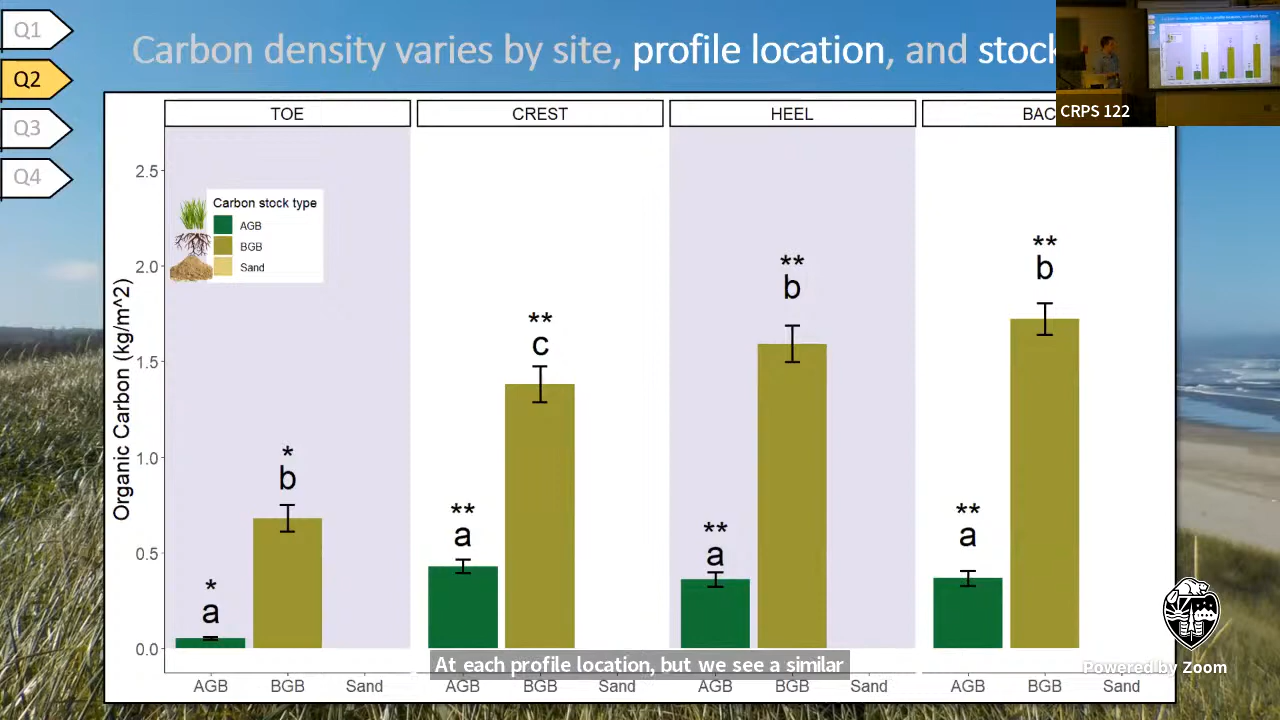 Q1
Q2
Q3
Q4
Carbon density varies by site, profile location, and stock
CRPS 122
TOE
CREST
HEEL
BAC
Organic Carbon (kg/m^2)
2.5
2.0
1.5
1.0
0.5
0.0
Carbon stock type
AGB
BGB
Sand
*
a
*
b
**
a
**
c
**
a
**
b
**
a
**
b
AGB BGB Sand
AGB BGB Sand
AGB BGB Sand
AGB BGB Sand
At each profile location, but we see a similar
Powered by Zoom